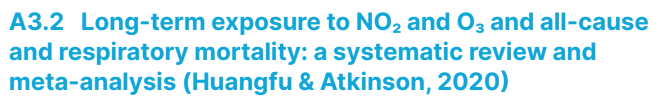 A3.2 Long-term exposure to NO₂ and O₃ and all-cause
and respiratory mortality: a systematic review and
meta-analysis (Huangfu & Atkinson, 2020)